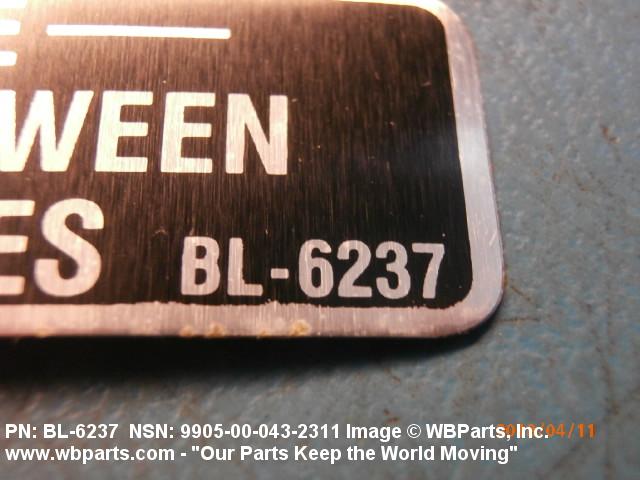 WEEN
ES BL-6237
PN: BL-6237 NSN: 9905-00-043-2311 Image © WBParts, Inc.
www.wbparts.com - "Our Parts Keep the World Moving"